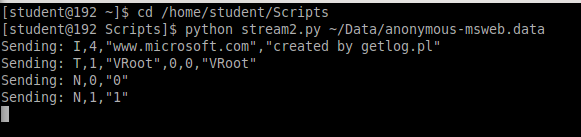 [student@192 ~]$ cd /home/student/Scripts
[student@192 Scripts]$ python stream2.py ~/Data/anonymous-msweb.data
Sending: I,4,"www.microsoft.com","created by getlog.pl"
Sending: T,1,"VRoot",0,0,"VRoot"
Sending: N,0,"0"
Sending: N,1,"1"